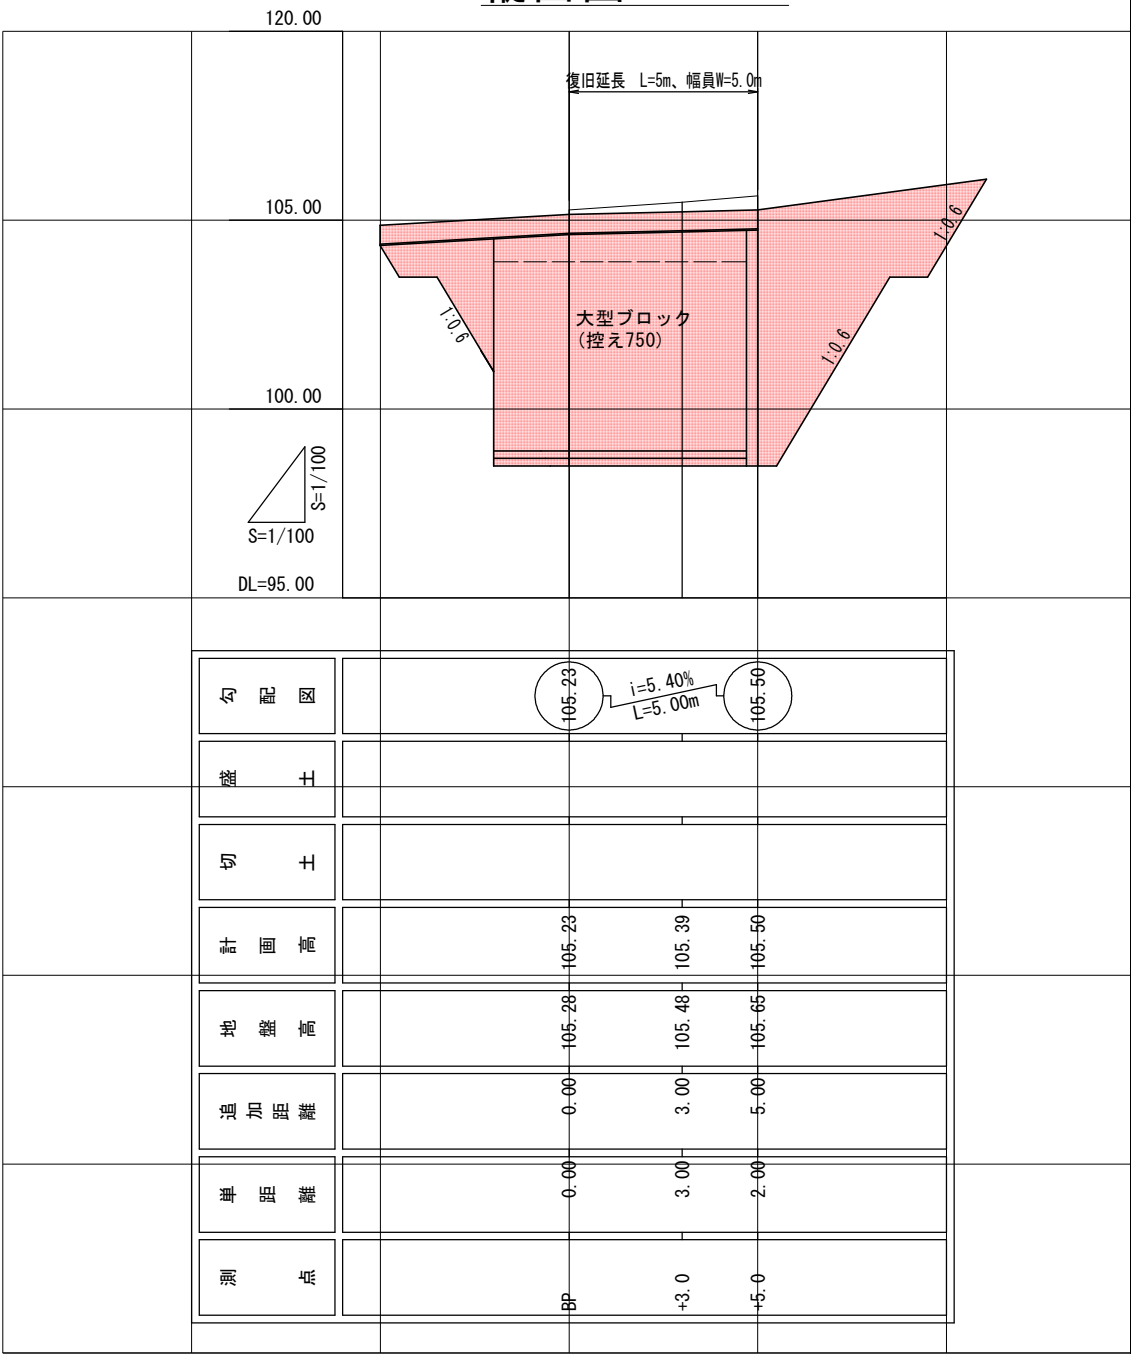 120.00
復旧延長 L=5m、幅員W=5.0m
105.00
1:0.6
1:0.6
大型ブロック
(控え750)
1:0.6
100.00
S=1/100
S=1/100
DL=95.00
勾配図 105.23 i=5.40% L=5.00m 105.50
盛土
切土
計画高 105.23 105.39 105.50
地盤高 105.28 105.48 105.65
追加距離 0.00 3.00 5.00
単距離 0.00 3.00 2.00
測点 BP +3.0 +5.0